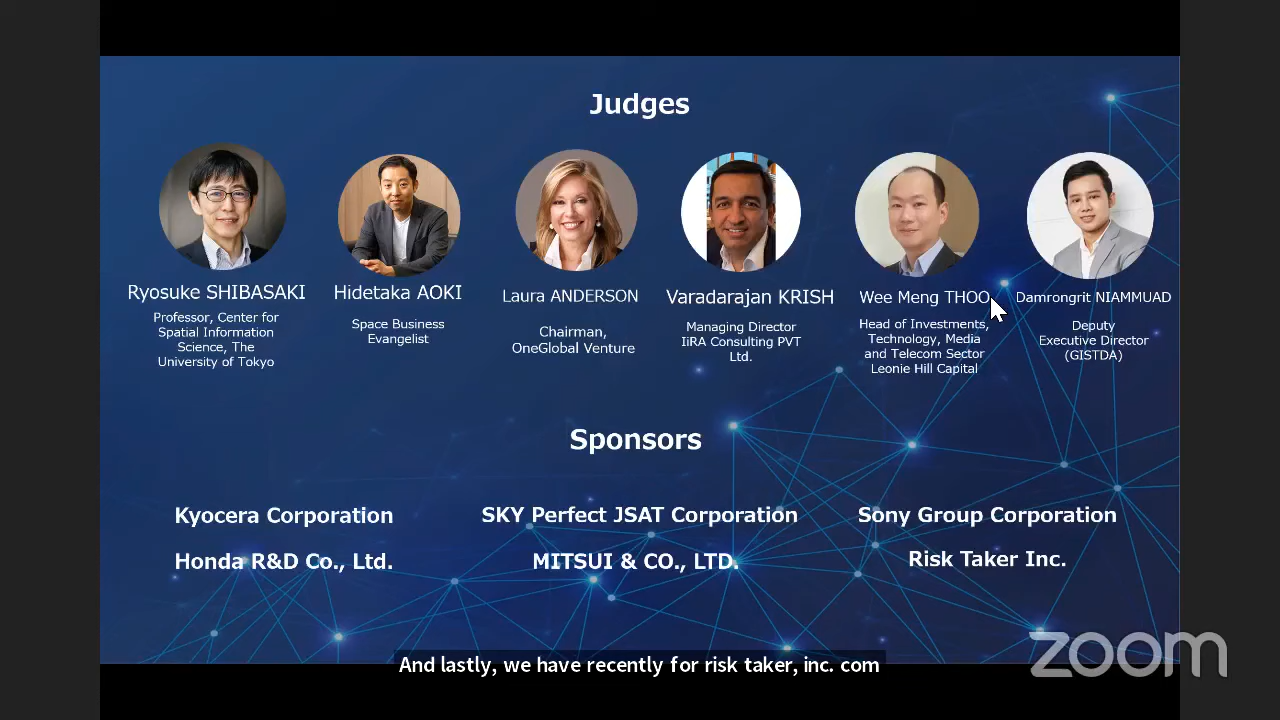 Judges
Ryosuke SHIBASAKI
Professor, Center for
Spatial Information
Science, The
University of Tokyo
Hidetaka AOKI
Space Business
Evangelist
Laura ANDERSON
Chairman,
OneGlobal Venture
Varadarajan KRISH
Managing Director
IiRA Consulting PVT
Ltd.
Wee Meng THOO
Head of Investments,
Technology, Media
and Telecom Sector
Leonie Hill Capital
Damrongrit NIAMMUAD
Deputy
Executive Director
(GISTDA)
Sponsors
Kyocera Corporation
SKY Perfect JSAT Corporation
Sony Group Corporation
Honda R&D Co., Ltd.
MITSUI & CO., LTD.
Risk Taker Inc.
And lastly, we have recently for risk taker, inc. com
zoom